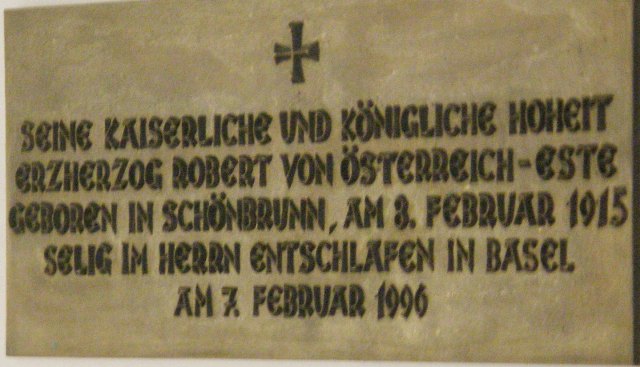 SEINE KAISERLICHE UND KÖNIGLICHE HOHEIT
ERZHERZOG ROBERT VON ÖSTERREICH-ESTE
GEBOREN IN SCHÖNBRUNN, AM 8. FEBRUAR 1915
SELIG IM HERRN ENTSCHLAFEN IN BASEL
AM 7. FEBRUAR 1996